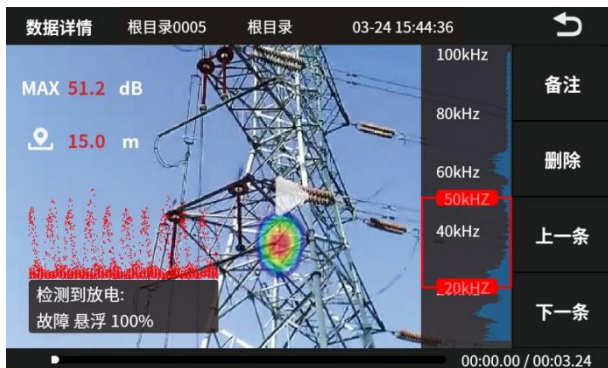 数据详情 根目录0005 根目录 03-24 15:44:36
MAX 51.2 dB
15.0 m
100kHz
80kHz
60kHz
50kHZ
40kHz
20kHZ
检测到放电:
故障 悬浮 100%
备注
删除
上一条
下一条
00:00.00 / 00:03.24